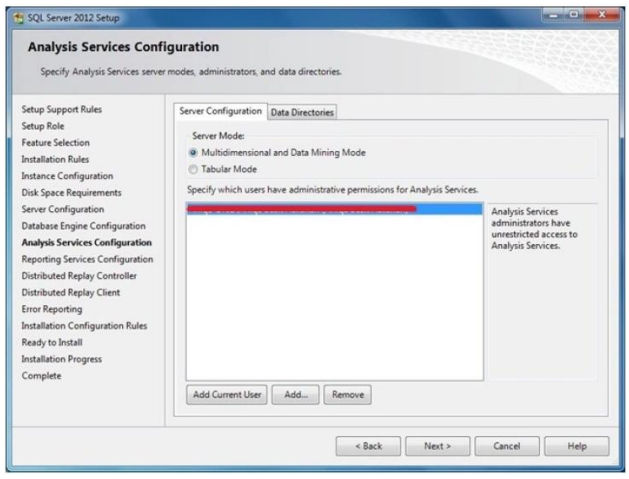 SQL Server 2012 Setup
Analysis Services Configuration
Specify Analysis Services server modes, administrators, and data directories.
Setup Support Rules
Setup Role
Feature Selection
Installation Rules
Instance Configuration
Disk Space Requirements
Server Configuration
Database Engine Configuration
Analysis Services Configuration
Reporting Services Configuration
Distributed Replay Controller
Distributed Replay Client
Error Reporting
Installation Configuration Rules
Ready to Install
Installation Progress
Complete
Server Configuration Data Directories
Server Mode:
Multidimensional and Data Mining Mode
Tabular Mode
Specify which users have administrative permissions for Analysis Services.
Analysis Services
administrators have
unrestricted access to
Analysis Services.
Add Current User Add... Remove
< Back Next > Cancel Help